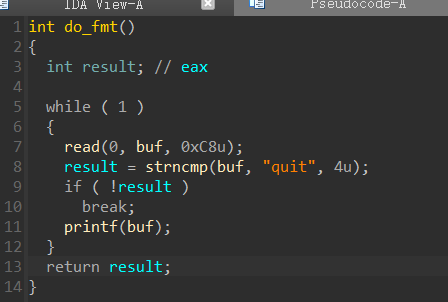 IDA View-A
Pseudocode-A
1 int do_fmt()
2 {
3   int result; // eax
4
5   while ( 1 )
6   {
7     read(0, buf, 0xC8u);
8     result = strncmp(buf, "quit", 4u);
9     if ( !result )
10       break;
11     printf(buf);
12   }
13   return result;
14 }